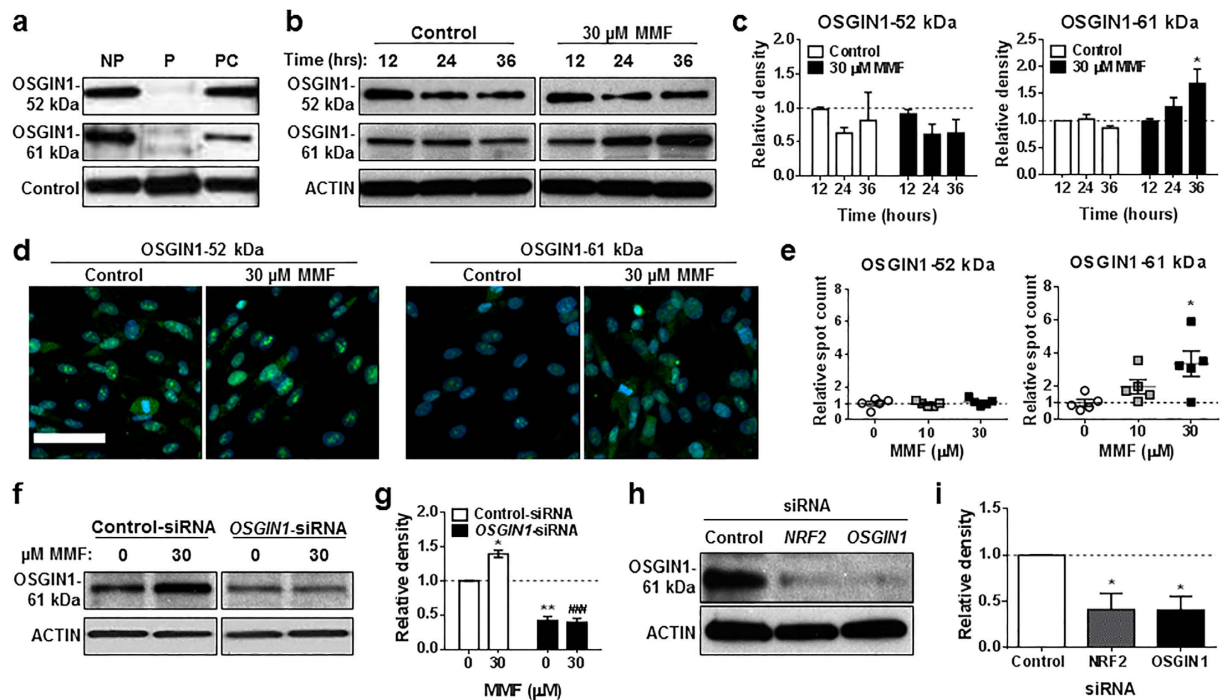 a
NP P PC
OSGIN1-
52 kDa
OSGIN1-
61 kDa
Control
b
Control 30 µM MMF
Time (hrs): 12 24 36 12 24 36
OSGIN1-
52 kDa
OSGIN1-
61 kDa
ACTIN
c
OSGIN1-52 kDa
Control
30 µM MMF
Relative density
2.0
1.5
1.0
0.5
0.0
12 24 36 12 24 36
Time (hours)
OSGIN1-61 kDa
Control
30 µM MMF
*
Relative density
2.5
2.0
1.5
1.0
0.5
0.0
12 24 36 12 24 36
Time (hours)
d
OSGIN1-52 kDa
Control 30 µM MMF
OSGIN1-61 kDa
Control 30 µM MMF
e
OSGIN1-52 kDa
Relative spot count
8
6
4
2
1
0
0 10 30
MMF (µM)
OSGIN1-61 kDa
*
Relative spot count
8
6
4
2
1
0
0 10 30
MMF (µM)
f
Control-siRNA OSGIN1-siRNA
µM MMF: 0 30 0 30
OSGIN1-
61 kDa
ACTIN
g
Control-siRNA
OSGIN1-siRNA
Relative density
2.0
1.5
1.0
0.5
0.0
* ** ###
0 30 0 30
MMF (µM)
h
siRNA
Control NRF2 OSGIN1
OSGIN1-
61 kDa
ACTIN
i
Relative density
1.5
1.0
0.5
0.0
* *
Control NRF2 OSGIN1
siRNA